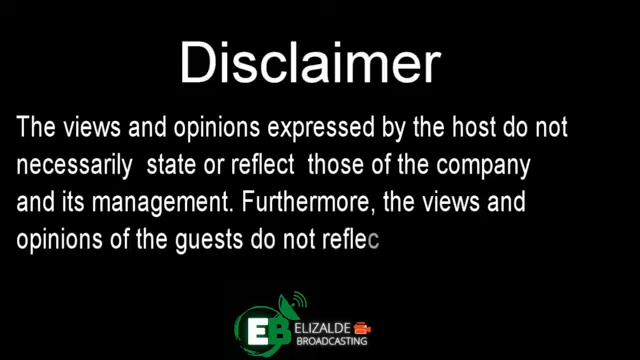 Disclaimer
The views and opinions expressed by the host do not
necessarily state or reflect those of the company
and its management. Furthermore, the views and
opinions of the guests do not reflec
EB ELIZALDE
BROADCASTING